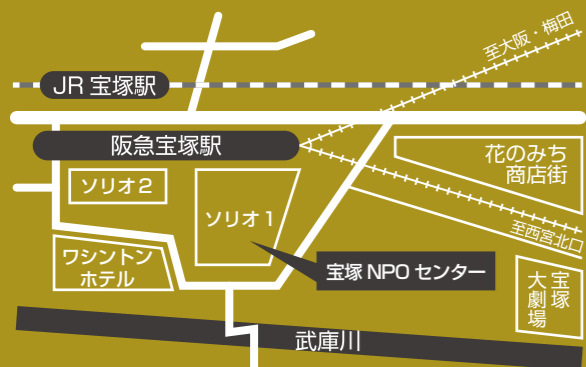 至大阪・梅田
JR 宝塚駅
阪急宝塚駅
花のみち
商店街
ソリオ2
ソリオ1
至西宮北口
ワシントン
ホテル
宝塚 NPO センター
宝塚
大劇場
武庫川